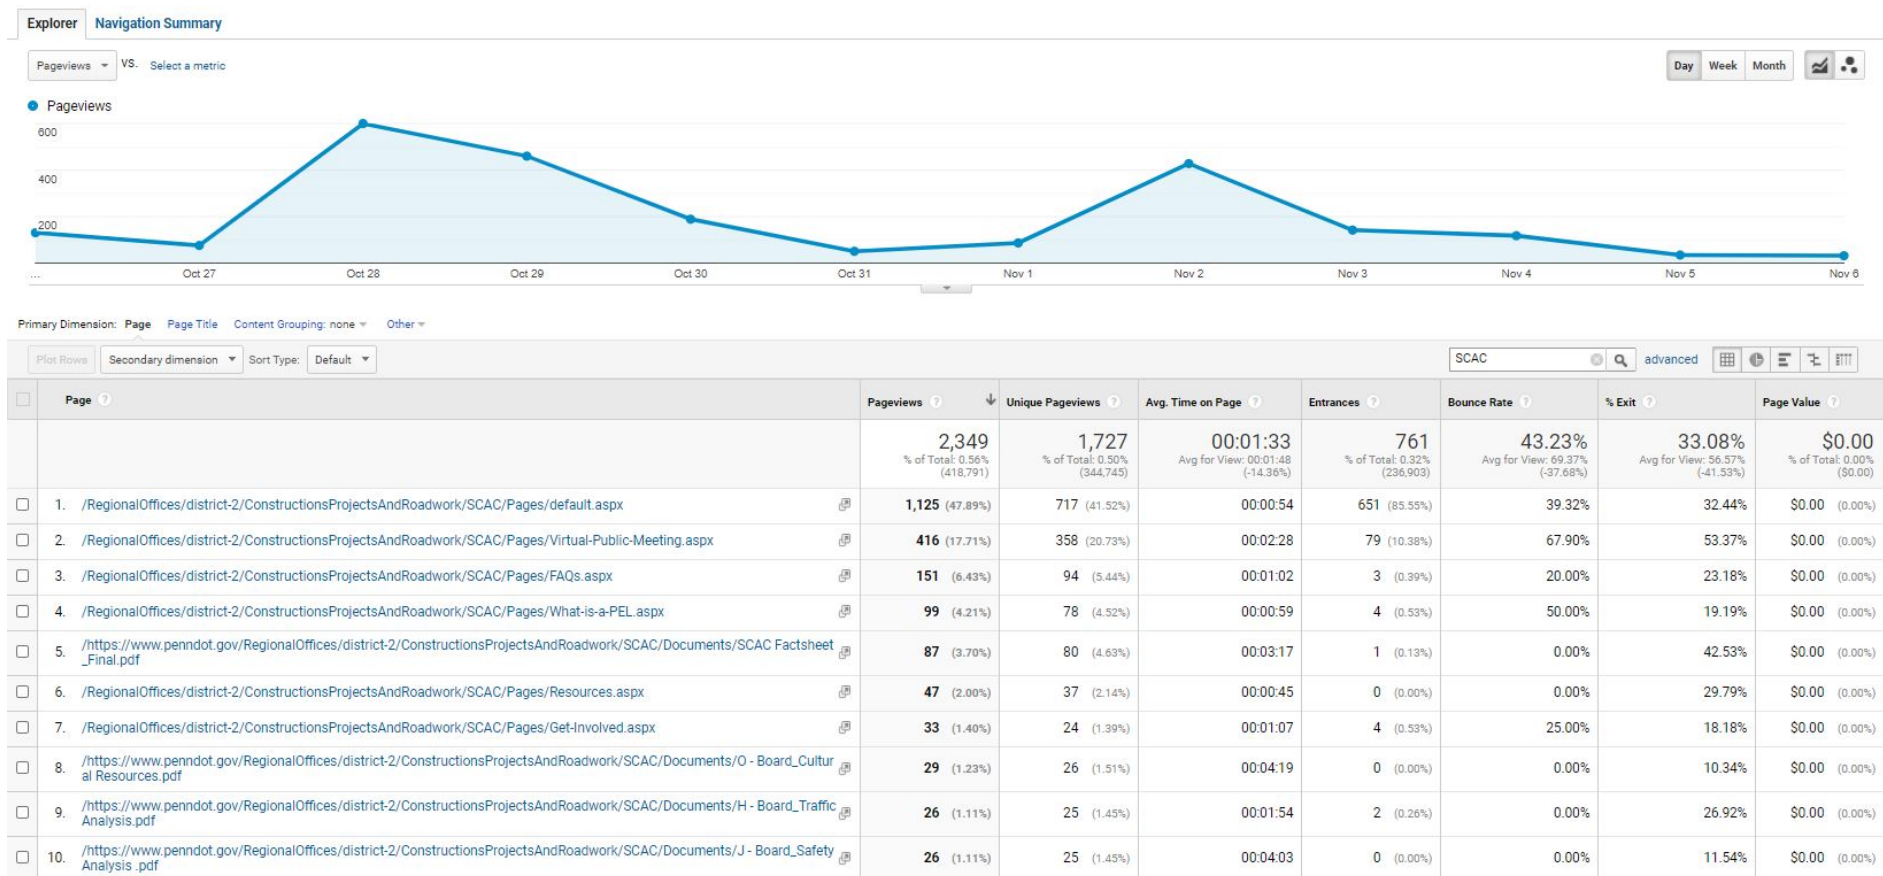 Explorer Navigation Summary
Pageviews VS. Select a metric Day Week Month
Pageviews
600
400
200
... Oct 27 Oct 28 Oct 29 Oct 30 Oct 31 Nov 1 Nov 2 Nov 3 Nov 4 Nov 5 Nov 6
Primary Dimension: Page Page Title Content Grouping: none Other
Plot Rows Secondary dimension Sort Type: Default SCAC advanced
Page ? Pageviews ? Unique Pageviews ? Avg. Time on Page ? Entrances ? Bounce Rate ? % Exit ? Page Value ?
2,349 1,727 00:01:33 761 43.23% 33.08% $0.00
% of Total: 0.56% % of Total: 0.50% Avg for View: 00:01:48 % of Total: 0.32% Avg for View: 69.37% Avg for View: 56.57% % of Total: 0.00%
(418,791) (344,745) (-14.36%) (236,903) (-37.68%) (-41.53%) ($0.00)
1. /RegionalOffices/district-2/ConstructionsProjectsAndRoadwork/SCAC/Pages/default.aspx 1,125 (47.89%) 717 (41.52%) 00:00:54 651 (85.55%) 39.32% 32.44% $0.00 (0.00%)
2. /RegionalOffices/district-2/ConstructionsProjectsAndRoadwork/SCAC/Pages/Virtual-Public-Meeting.aspx 416 (17.71%) 358 (20.73%) 00:02:28 79 (10.38%) 67.90% 53.37% $0.00 (0.00%)
3. /RegionalOffices/district-2/ConstructionsProjectsAndRoadwork/SCAC/Pages/FAQs.aspx 151 (6.43%) 94 (5.44%) 00:01:02 3 (0.39%) 20.00% 23.18% $0.00 (0.00%)
4. /RegionalOffices/district-2/ConstructionsProjectsAndRoadwork/SCAC/Pages/What-is-a-PEL.aspx 99 (4.21%) 78 (4.52%) 00:00:59 4 (0.53%) 50.00% 19.19% $0.00 (0.00%)
5. /https://www.penndot.gov/RegionalOffices/district-2/ConstructionsProjectsAndRoadwork/SCAC/Documents/SCAC Factsheet 87 (3.70%) 80 (4.63%) 00:03:17 1 (0.13%) 0.00% 42.53% $0.00 (0.00%)
_Final.pdf
6. /RegionalOffices/district-2/ConstructionsProjectsAndRoadwork/SCAC/Pages/Resources.aspx 47 (2.00%) 37 (2.14%) 00:00:45 0 (0.00%) 0.00% 29.79% $0.00 (0.00%)
7. /RegionalOffices/district-2/ConstructionsProjectsAndRoadwork/SCAC/Pages/Get-Involved.aspx 33 (1.40%) 24 (1.39%) 00:01:07 4 (0.53%) 25.00% 18.18% $0.00 (0.00%)
8. /https://www.penndot.gov/RegionalOffices/district-2/ConstructionsProjectsAndRoadwork/SCAC/Documents/O - Board_Cultur 29 (1.23%) 26 (1.51%) 00:04:19 0 (0.00%) 0.00% 10.34% $0.00 (0.00%)
al Resources.pdf
9. /https://www.penndot.gov/RegionalOffices/district-2/ConstructionsProjectsAndRoadwork/SCAC/Documents/H - Board_Traffic 26 (1.11%) 25 (1.45%) 00:01:54 2 (0.26%) 0.00% 26.92% $0.00 (0.00%)
Analysis.pdf
10. /https://www.penndot.gov/RegionalOffices/district-2/ConstructionsProjectsAndRoadwork/SCAC/Documents/J - Board_Safety 26 (1.11%) 25 (1.45%) 00:04:03 0 (0.00%) 0.00% 11.54% $0.00 (0.00%)
Analysis .pdf